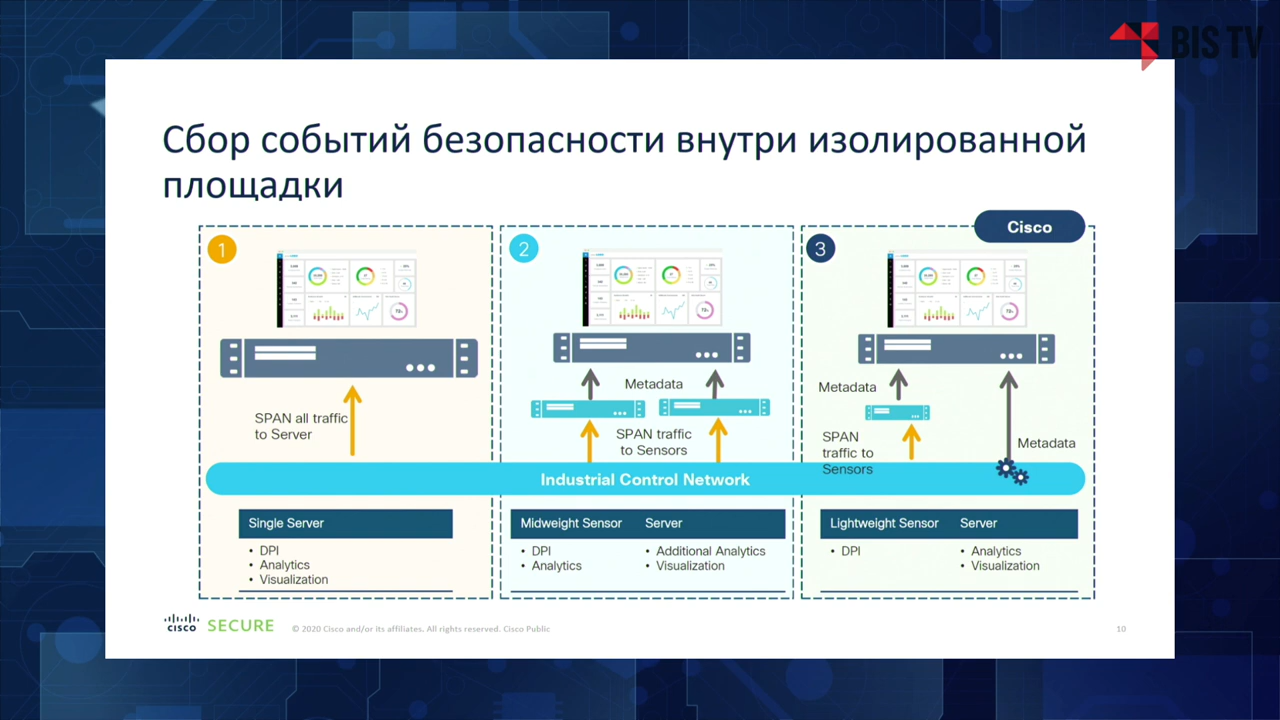 BIS TV
Сбор событий безопасности внутри изолированной
площадки
Cisco
1
SPAN all traffic
to Server
2
Metadata
SPAN traffic
to Sensors
3
Metadata
SPAN
traffic to
Sensors
Metadata
Industrial Control Network
Single Server
• DPI
• Analytics
• Visualization
Midweight Sensor
• DPI
• Analytics
Server
• Additional Analytics
• Visualization
Lightweight Sensor
• DPI
Server
• Analytics
• Visualization
CISCO SECURE
© 2020 Cisco and/or its affiliates. All rights reserved. Cisco Public
10